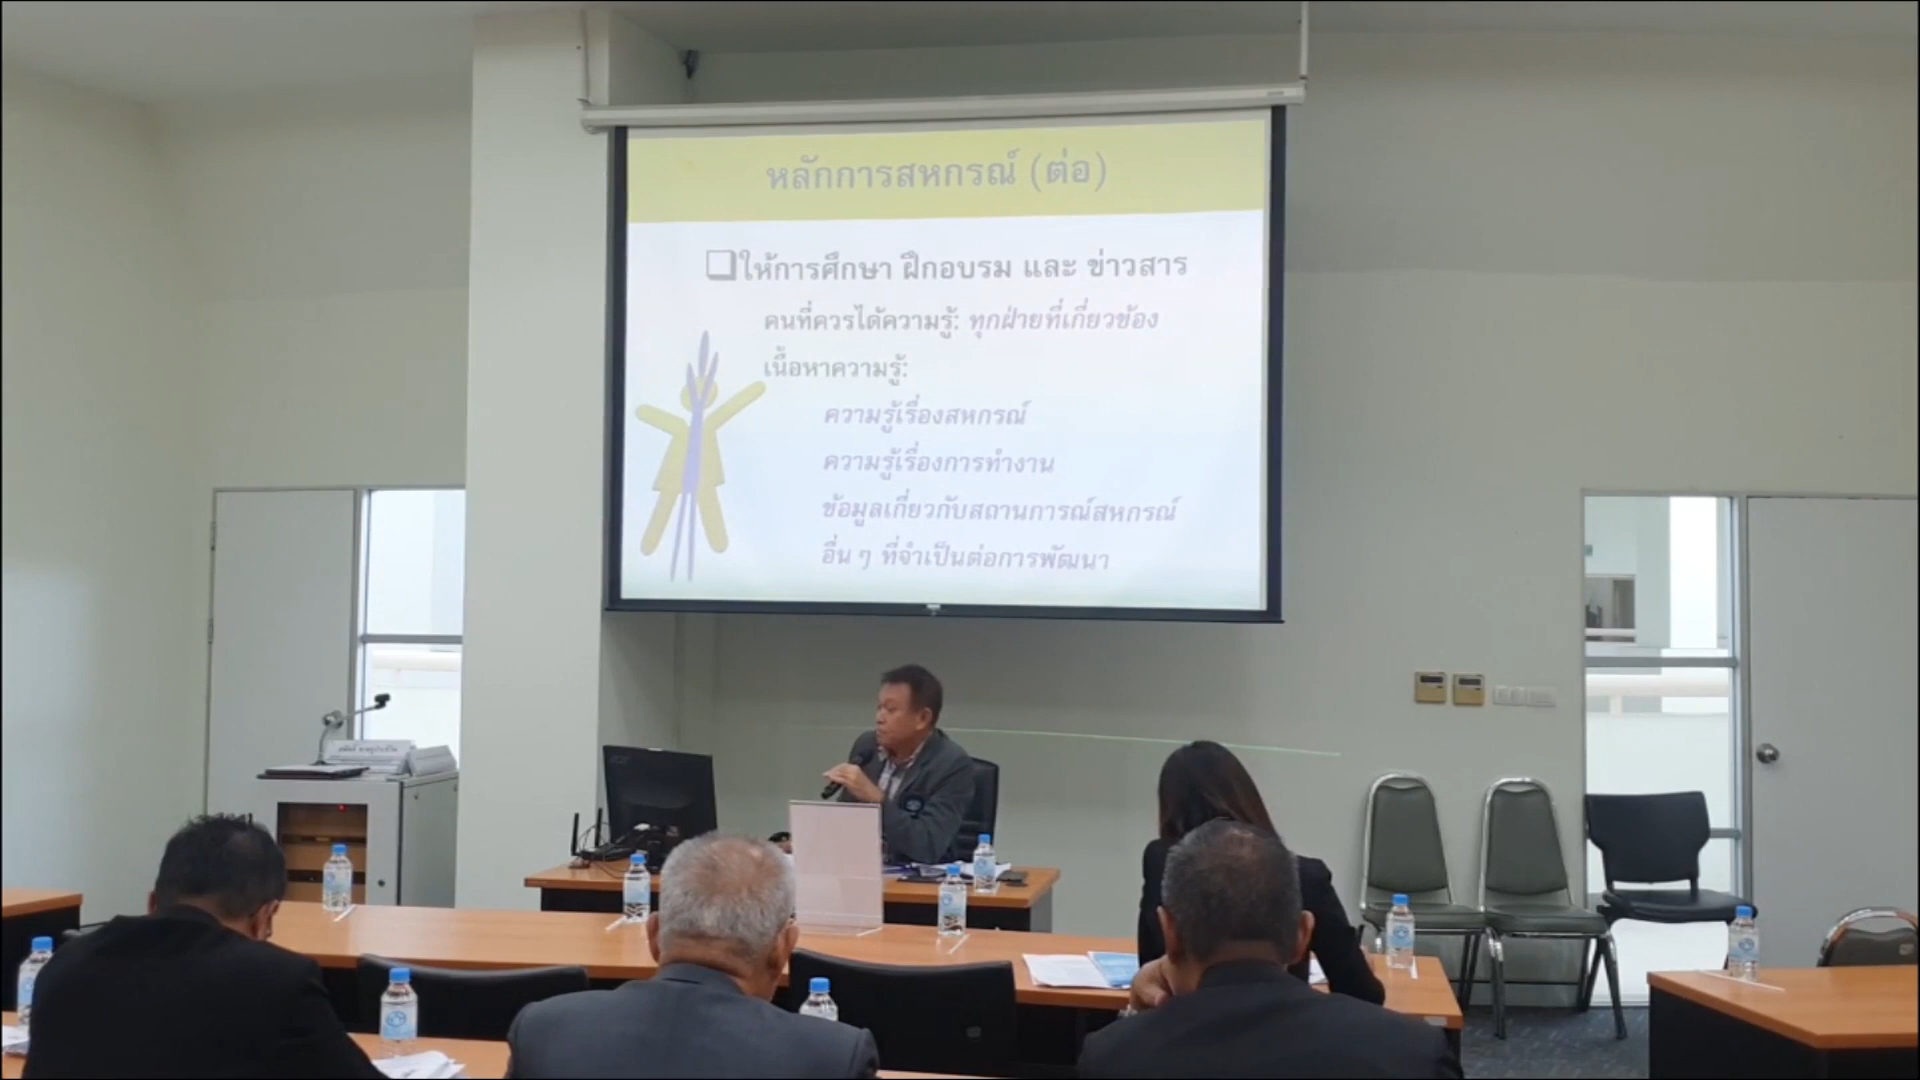 หลักการสหกรณ์ (ต่อ)
ให้การศึกษา ฝึกอบรม และ ข่าวสาร
คนที่ควรได้ความรู้: ทุกฝ่ายที่เกี่ยวข้อง
เนื้อหาความรู้:
ความรู้เรื่องสหกรณ์
ความรู้เรื่องการทำงาน
ข้อมูลเกี่ยวกับสถานการณ์สหกรณ์
อื่น ๆ ที่จำเป็นต่อการพัฒนา